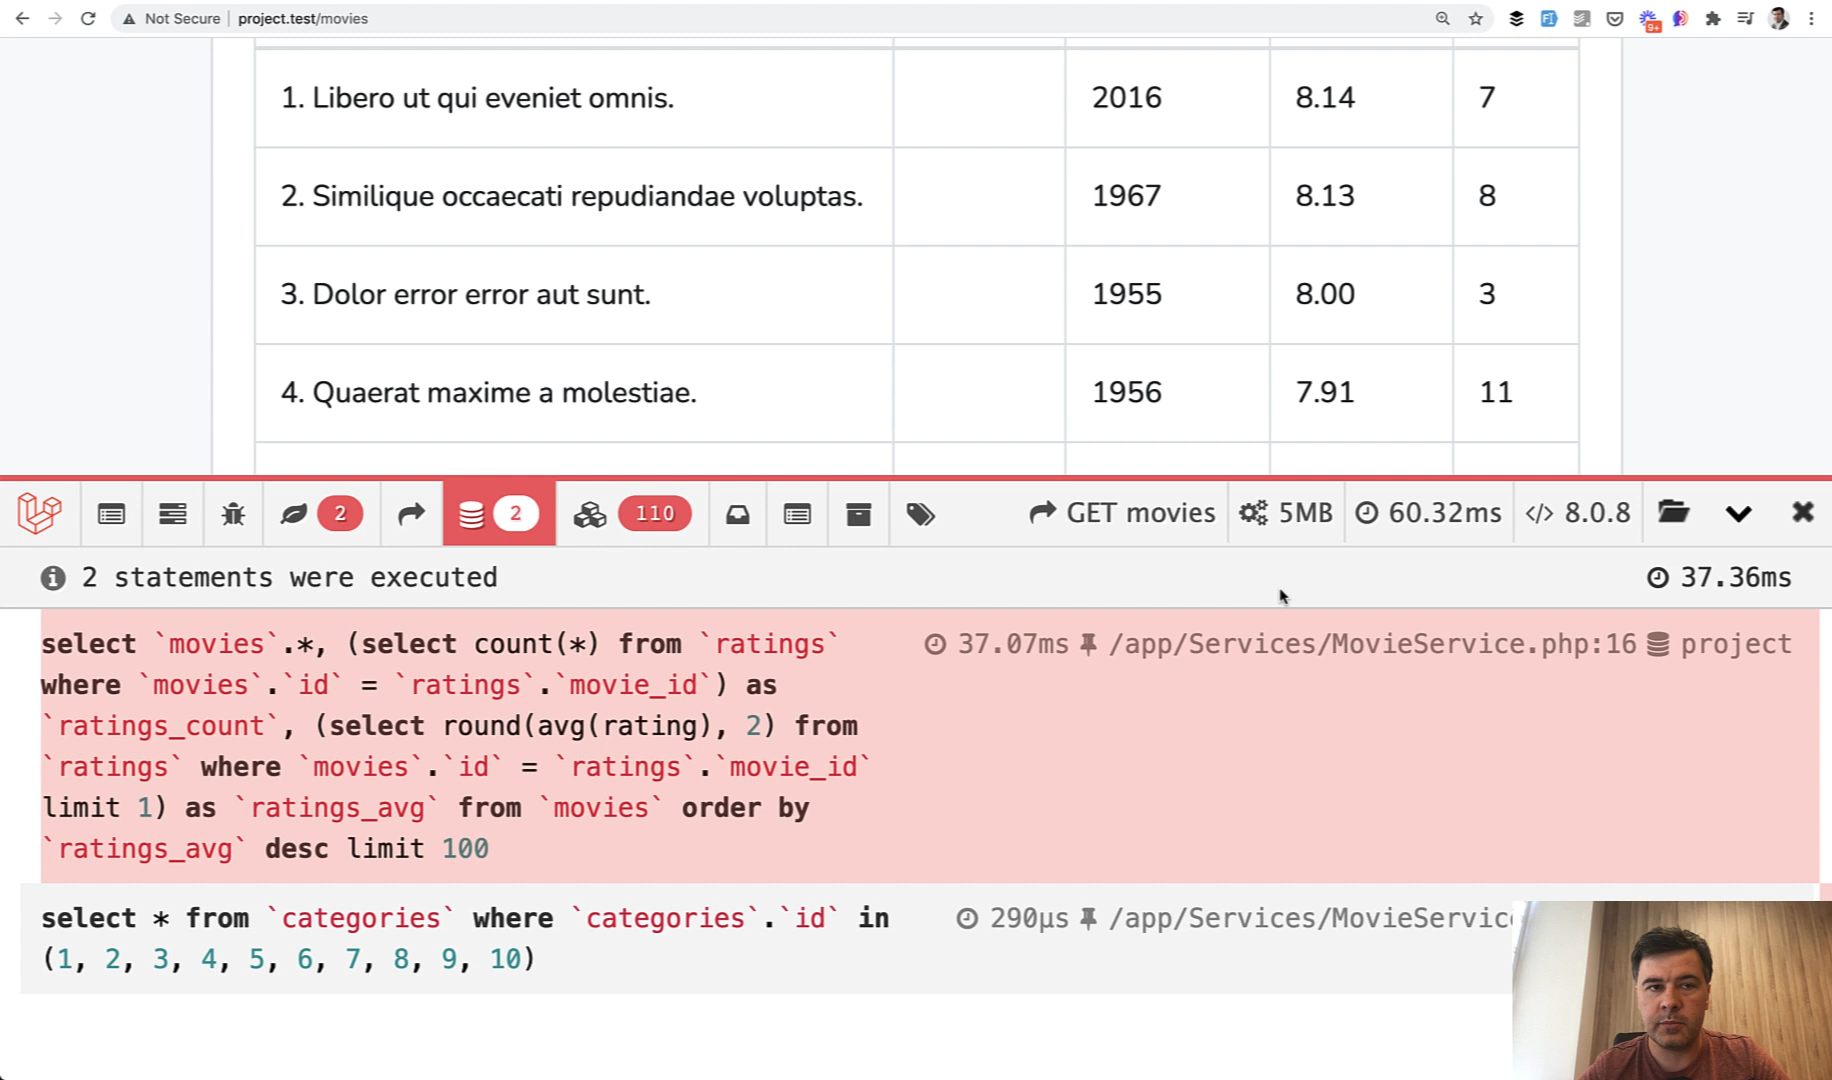 Not Secure project.test/movies
9+
1. Libero ut qui eveniet omnis. 2016 8.14 7
2. Similique occaecati repudiandae voluptas. 1967 8.13 8
3. Dolor error error aut sunt. 1955 8.00 3
4. Quaerat maxime a molestiae. 1956 7.91 11
2 2 110 GET movies 5MB 60.32ms </> 8.0.8
2 statements were executed 37.36ms
select `movies`.*, (select count(*) from `ratings` 37.07ms /app/Services/MovieService.php:16 project
where `movies`.`id` = `ratings`.`movie_id`) as
`ratings_count`, (select round(avg(rating), 2) from
`ratings` where `movies`.`id` = `ratings`.`movie_id`
limit 1) as `ratings_avg` from `movies` order by
`ratings_avg` desc limit 100
select * from `categories` where `categories`.`id` in 290μs /app/Services/MovieServic
(1, 2, 3, 4, 5, 6, 7, 8, 9, 10)